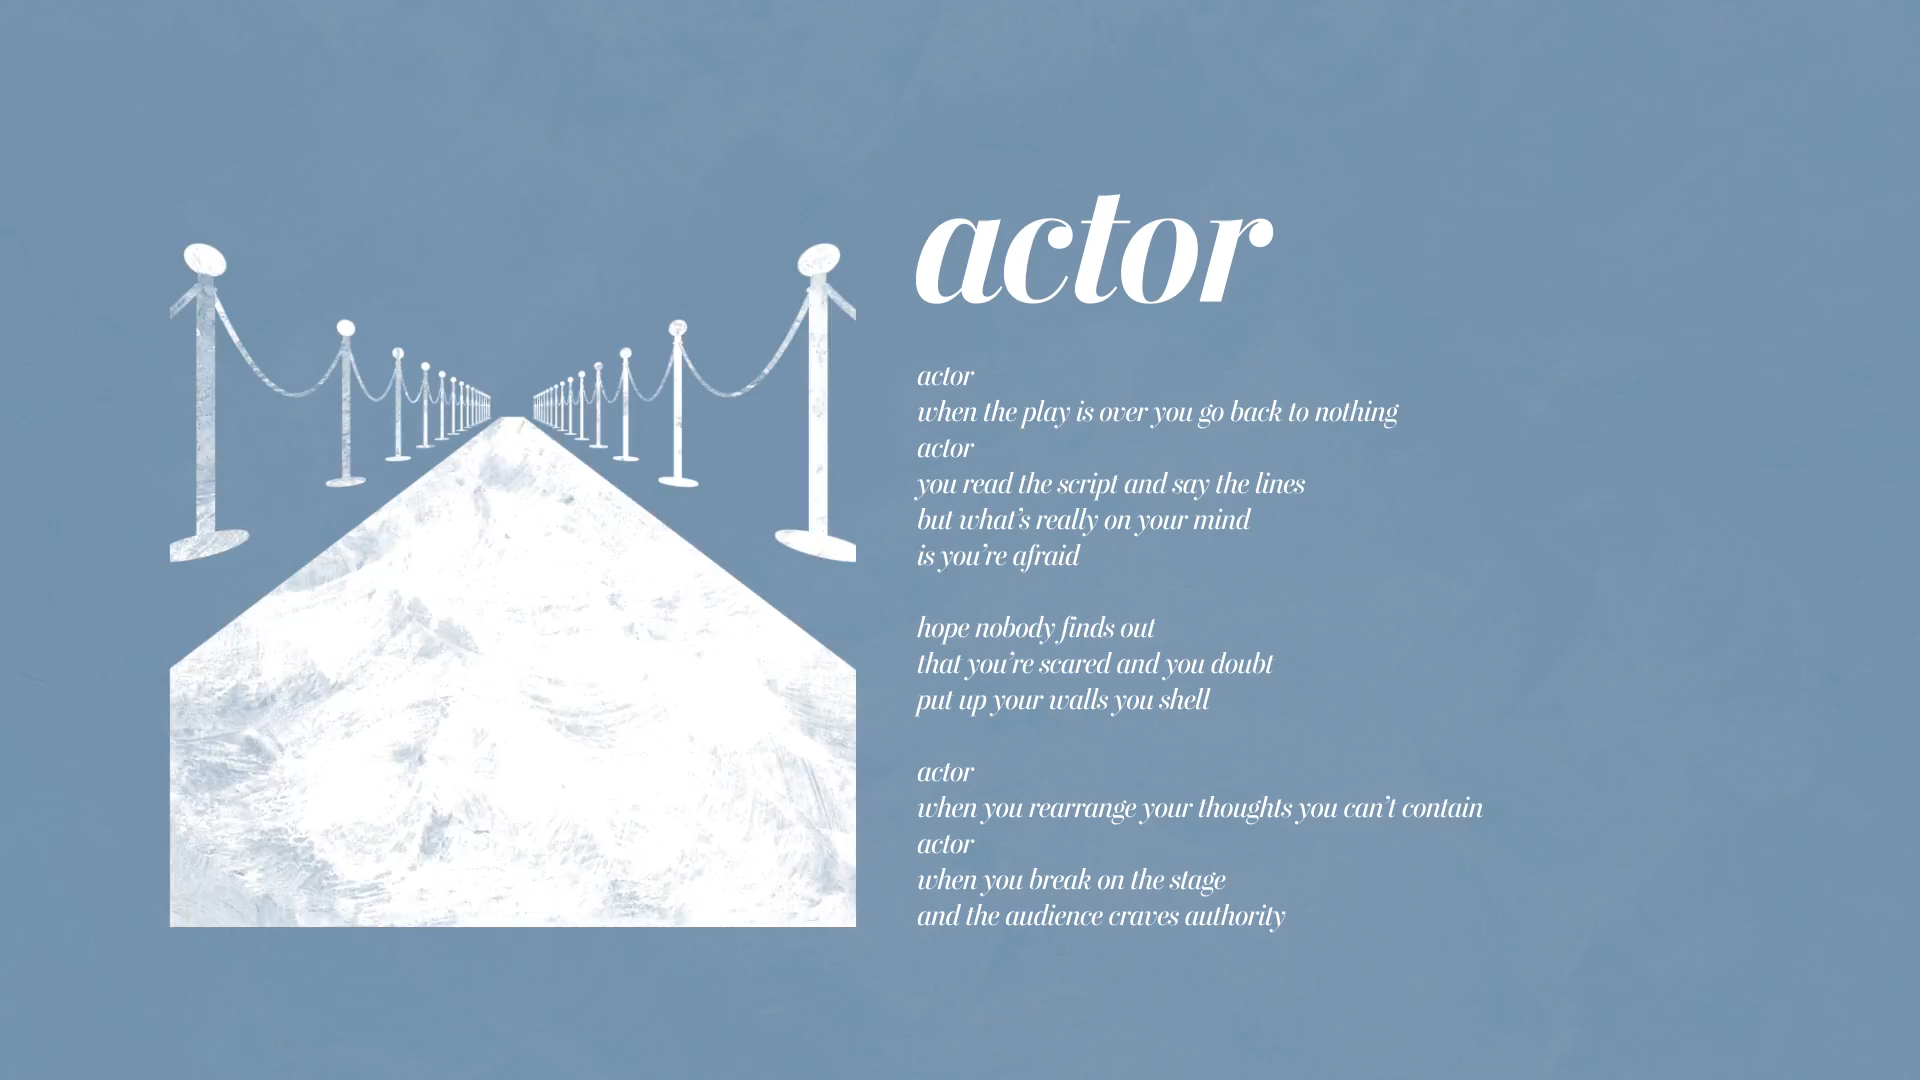 actor
actor
when the play is over you go back to nothing
actor
you read the script and say the lines
but what’s really on your mind
is you’re afraid
hope nobody finds out
that you’re scared and you doubt
put up your walls you shell
actor
when you rearrange your thoughts you can’t contain
actor
when you break on the stage
and the audience craves authority